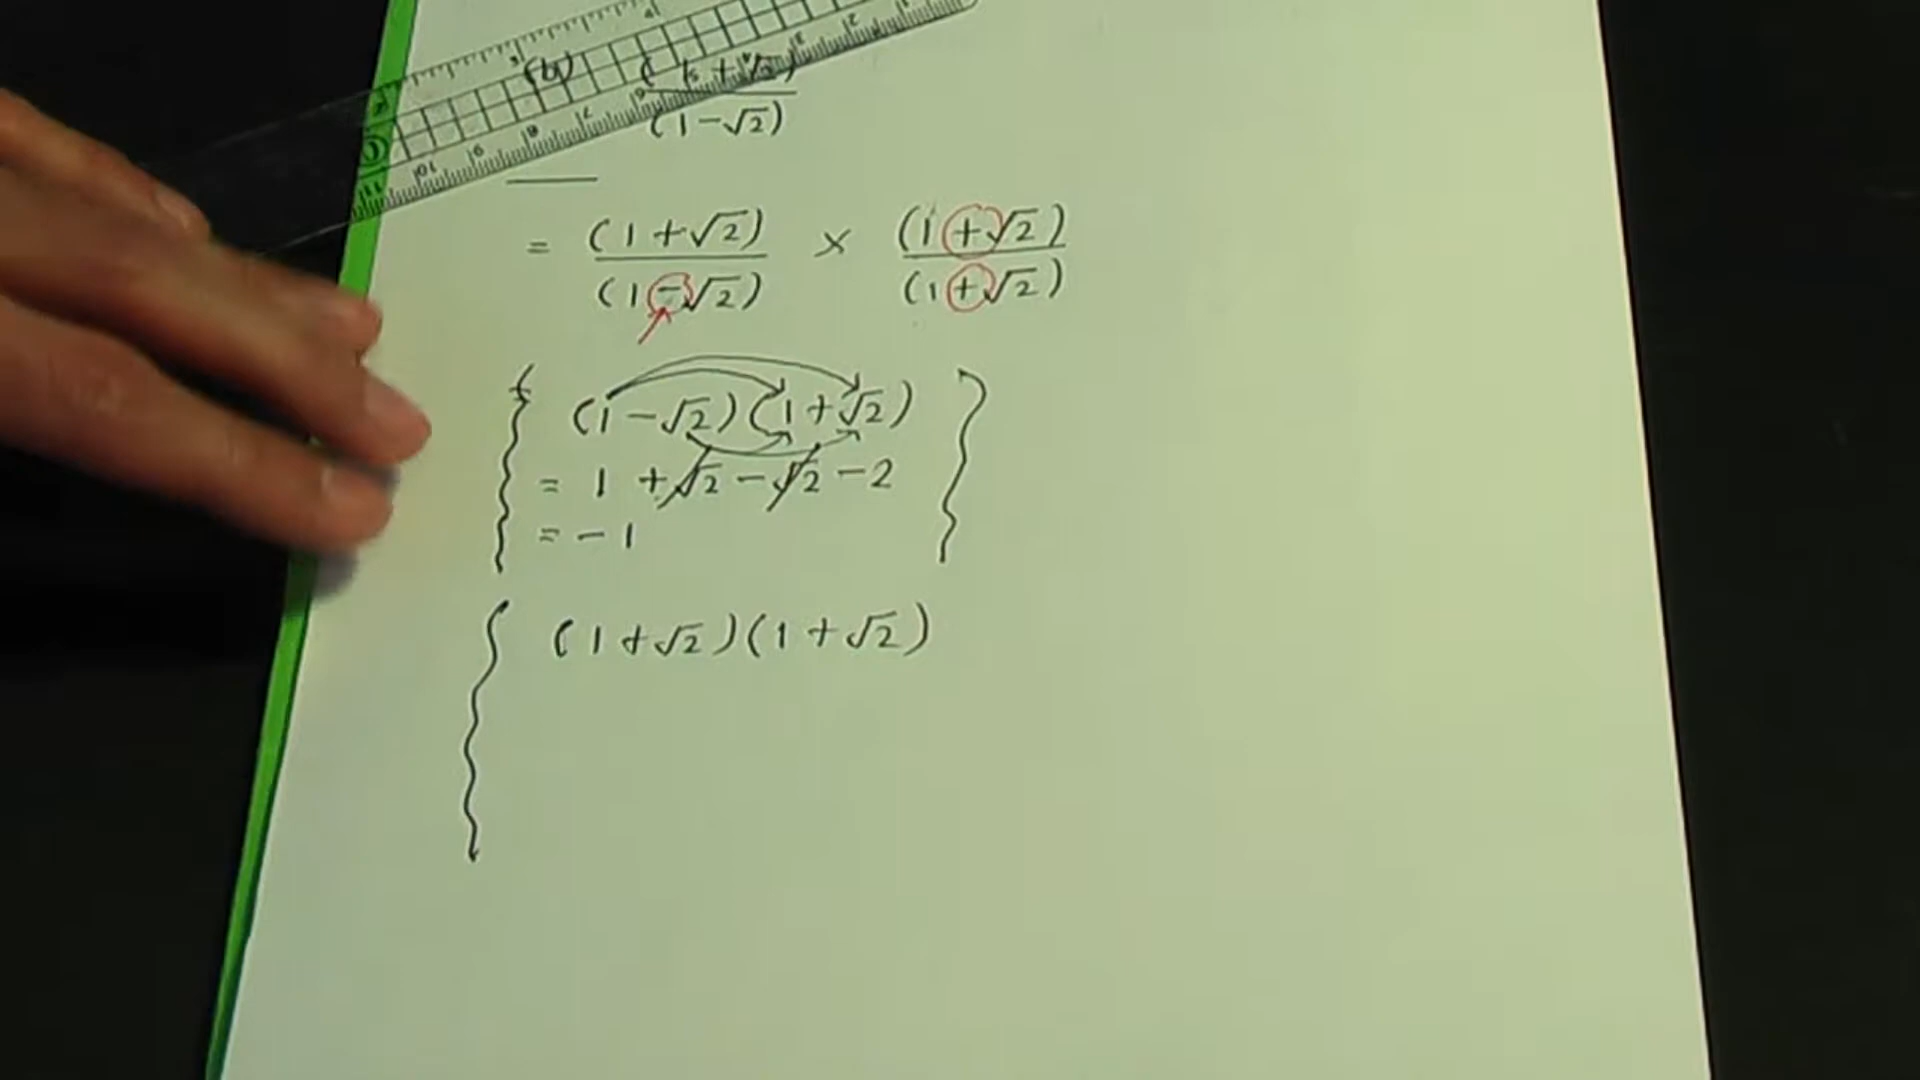 (b) (1+√2)
(1-√2)
= (1+√2) × (1+√2)
(1-√2) (1+√2)
(1-√2)(1+√2)
= 1 +√2 -√2 -2
= -1
(1+√2)(1+√2)